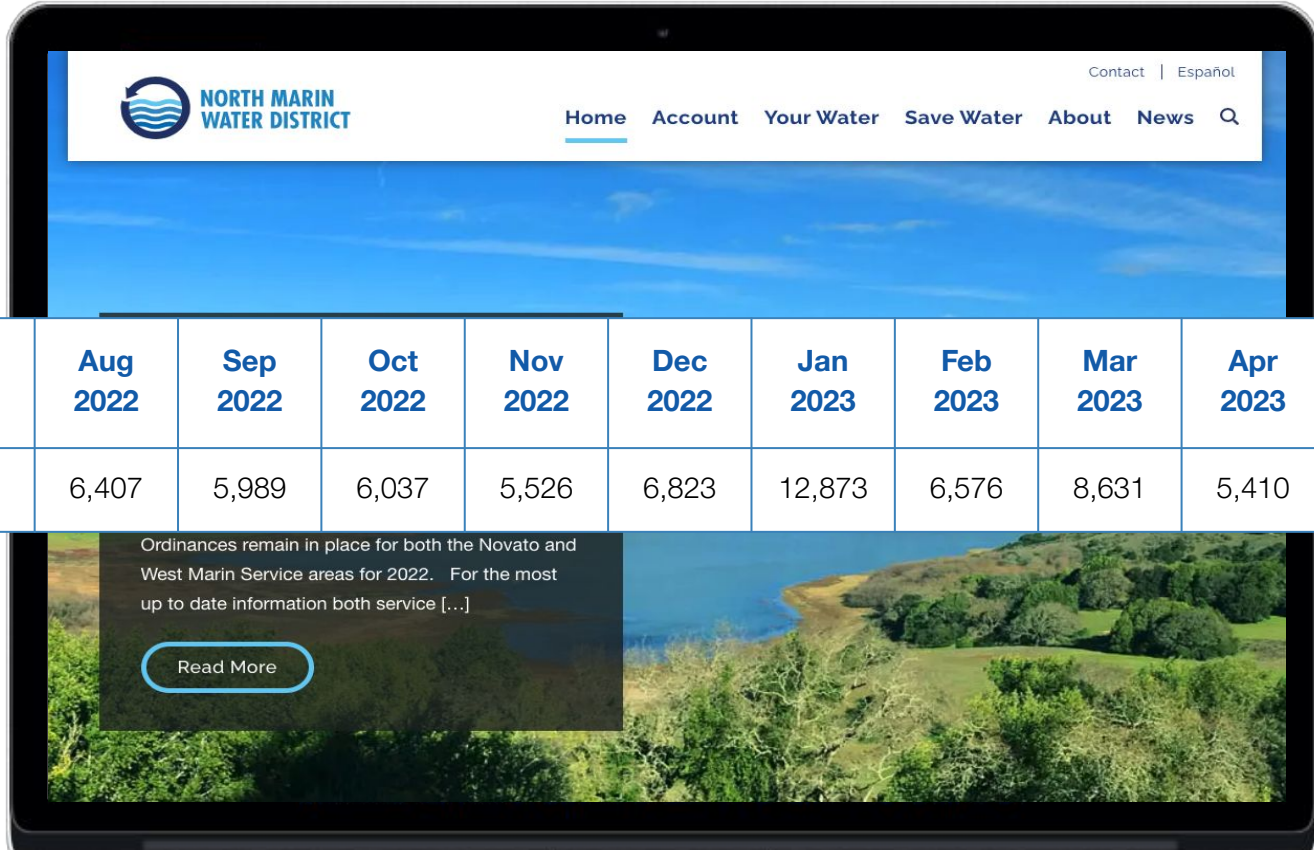 Contact | Español
NORTH MARIN
WATER DISTRICT
Home Account Your Water Save Water About News
Aug 2022 Sep 2022 Oct 2022 Nov 2022 Dec 2022 Jan 2023 Feb 2023 Mar 2023 Apr 2023
6,407 5,989 6,037 5,526 6,823 12,873 6,576 8,631 5,410
Ordinances remain in place for both the Novato and
West Marin Service areas for 2022. For the most
up to date information both service […]
Read More